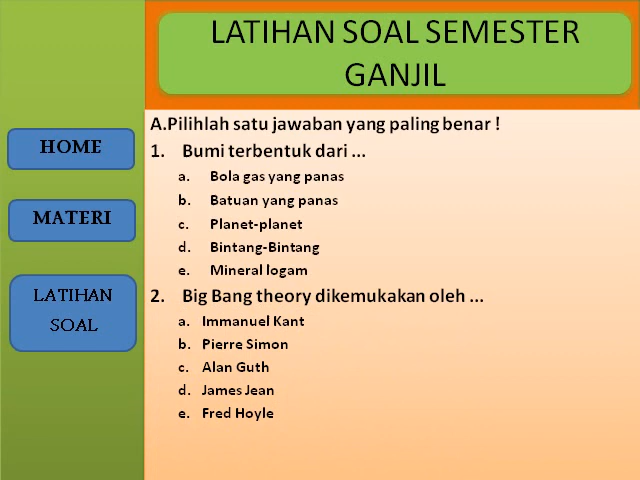 LATIHAN SOAL SEMESTER
GANJIL
HOME
MATERI
LATIHAN
SOAL
A.Pilihlah satu jawaban yang paling benar !
1. Bumi terbentuk dari ...
a. Bola gas yang panas
b. Batuan yang panas
c. Planet-planet
d. Bintang-Bintang
e. Mineral logam
2. Big Bang theory dikemukakan oleh ...
a. Immanuel Kant
b. Pierre Simon
c. Alan Guth
d. James Jean
e. Fred Hoyle